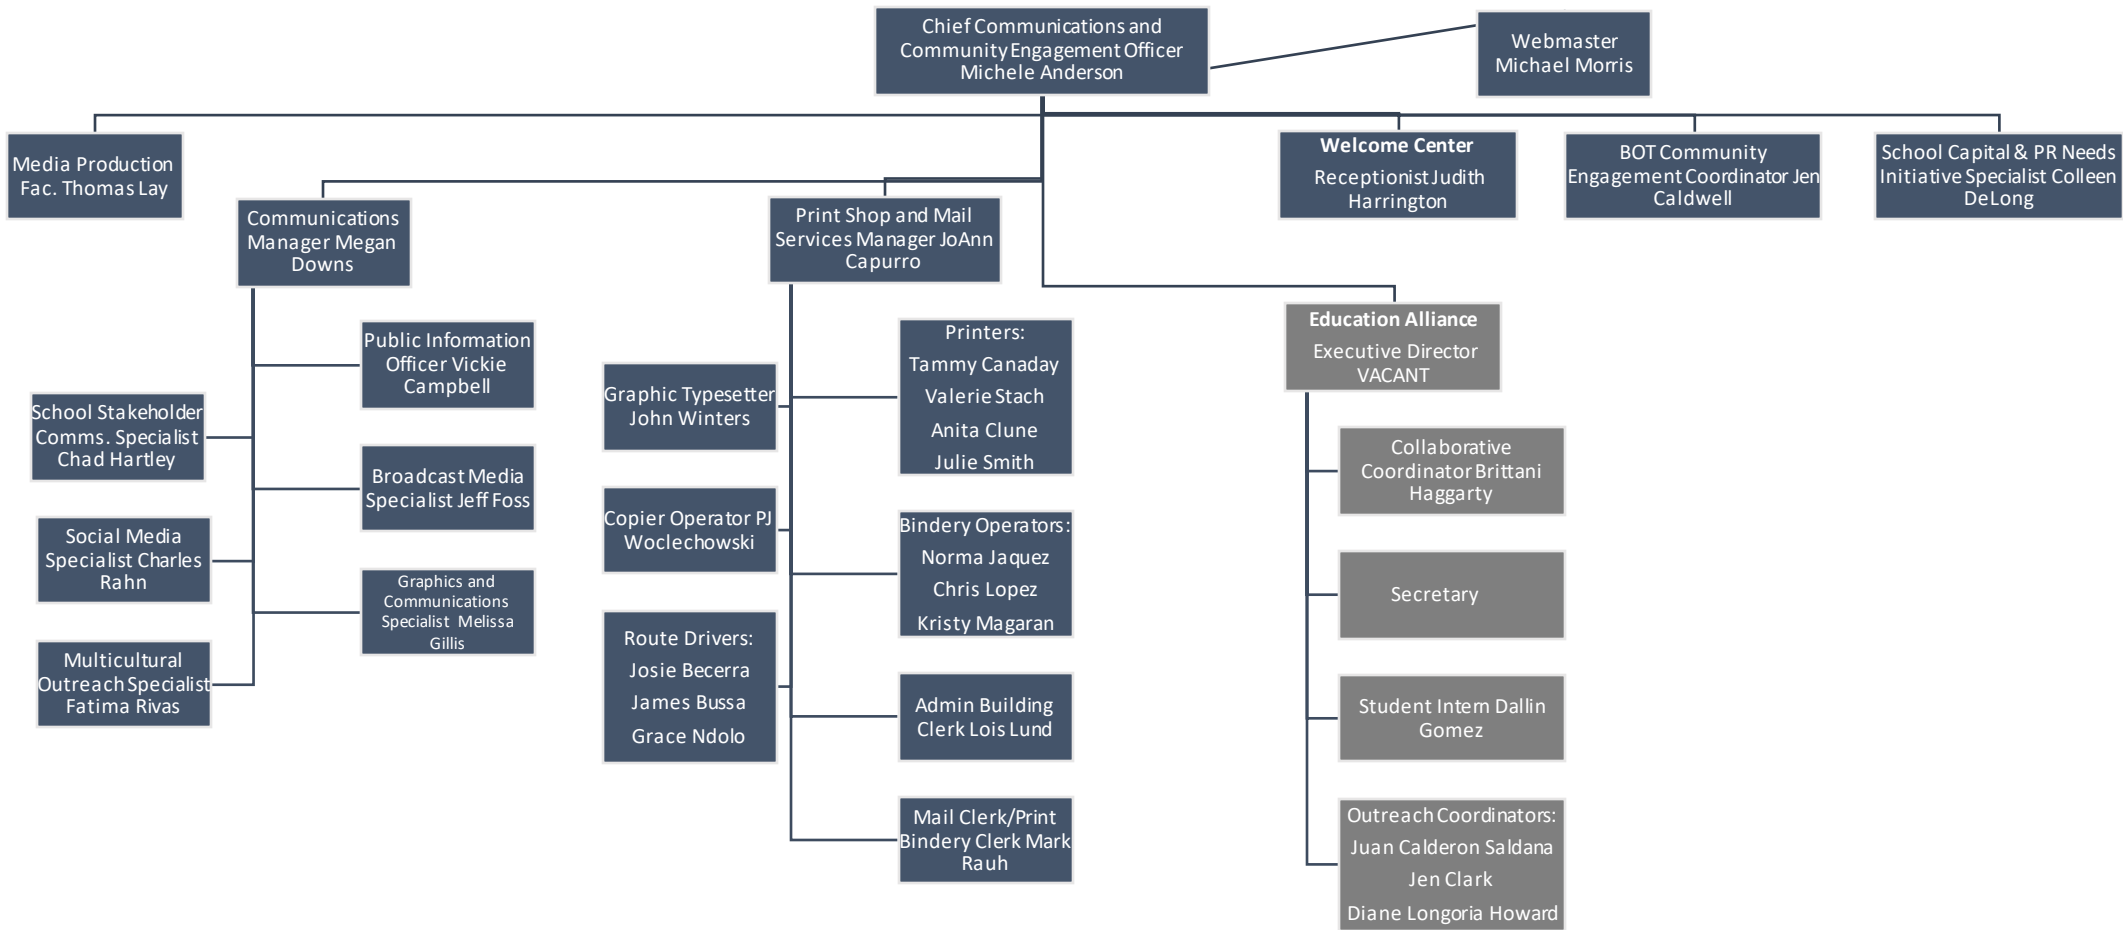 Chief Communications and
Community Engagement Officer
Michele Anderson
Webmaster
Michael Morris
Media Production
Fac. Thomas Lay
Welcome Center
Receptionist Judith
Harrington
BOT Community
Engagement Coordinator Jen
Caldwell
School Capital & PR Needs
Initiative Specialist Colleen
DeLong
Communications
Manager Megan
Downs
Print Shop and Mail
Services Manager JoAnn
Capurro
Public Information
Officer Vickie
Campbell
School Stakeholder
Comms. Specialist
Chad Hartley
Broadcast Media
Specialist Jeff Foss
Social Media
Specialist Charles
Rahn
Graphics and
Communications
Specialist Melissa
Gillis
Multicultural
Outreach Specialist
Fatima Rivas
Graphic Typesetter
John Winters
Printers:
Tammy Canaday
Valerie Stach
Anita Clune
Julie Smith
Copier Operator PJ
Woclechowski
Bindery Operators:
Norma Jaquez
Chris Lopez
Kristy Magaran
Route Drivers:
Josie Becerra
James Bussa
Grace Ndolo
Admin Building
Clerk Lois Lund
Mail Clerk/Print
Bindery Clerk Mark
Rauh
Education Alliance
Executive Director
VACANT
Collaborative
Coordinator Brittani
Haggarty
Secretary
Student Intern Dallin
Gomez
Outreach Coordinators:
Juan Calderon Saldana
Jen Clark
Diane Longoria Howard